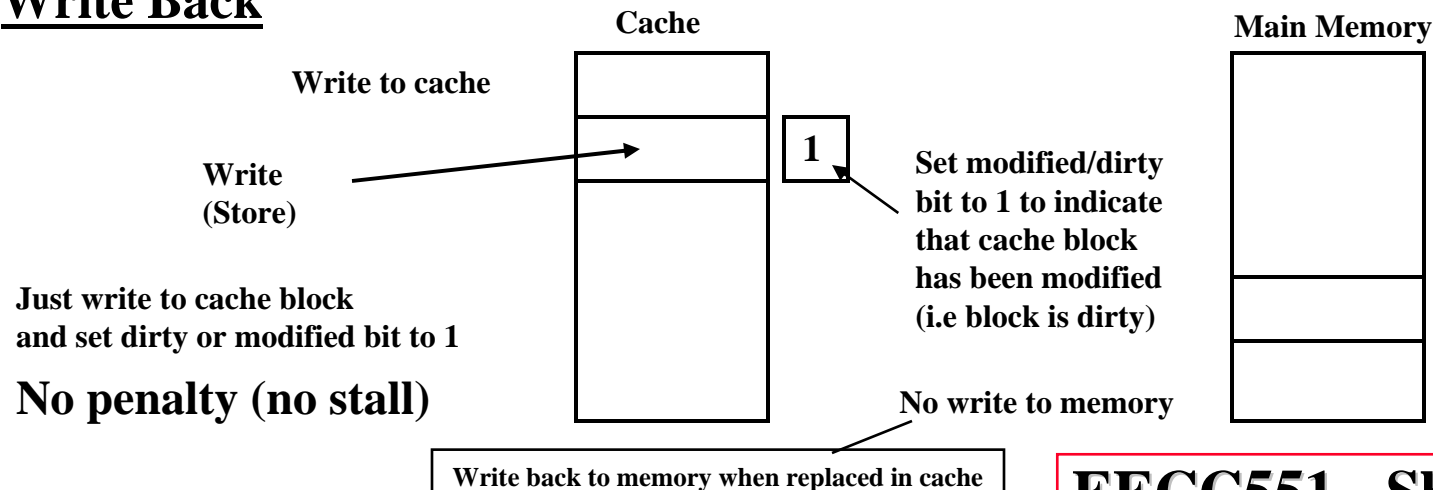 Write Back
Cache
Main Memory
Write to cache
1
Write
(Store)
Set modified/dirty
bit to 1 to indicate
that cache block
has been modified
(i.e block is dirty)
Just write to cache block
and set dirty or modified bit to 1
No penalty (no stall)
No write to memory
Write back to memory when replaced in cache
EECC551